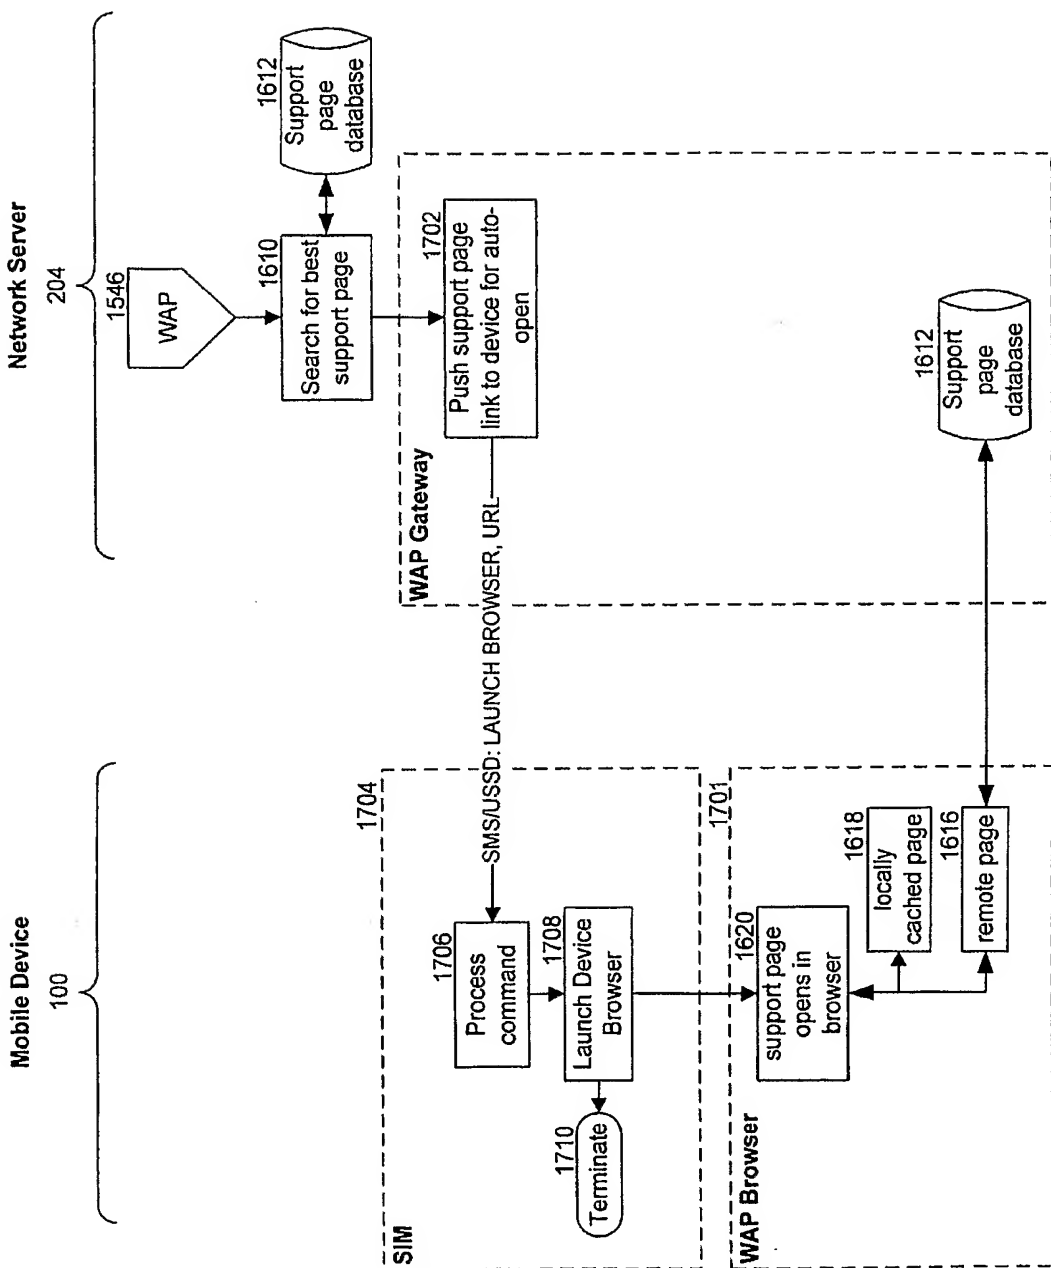 Mobile Device
100
Network Server
204
1546
WAP
1610
Search for best
support page
1612
Support
page
database
WAP Gateway
1702
Push support page
link to device for auto-
open
SMS/USSD: LAUNCH BROWSER, URL
SIM
1704
1706
Process
command
1708
Launch Device
Browser
1710
Terminate
WAP Browser
1701
1620
support page
opens in
browser
1618
locally
cached page
1616
remote page
1612
Support
page
database